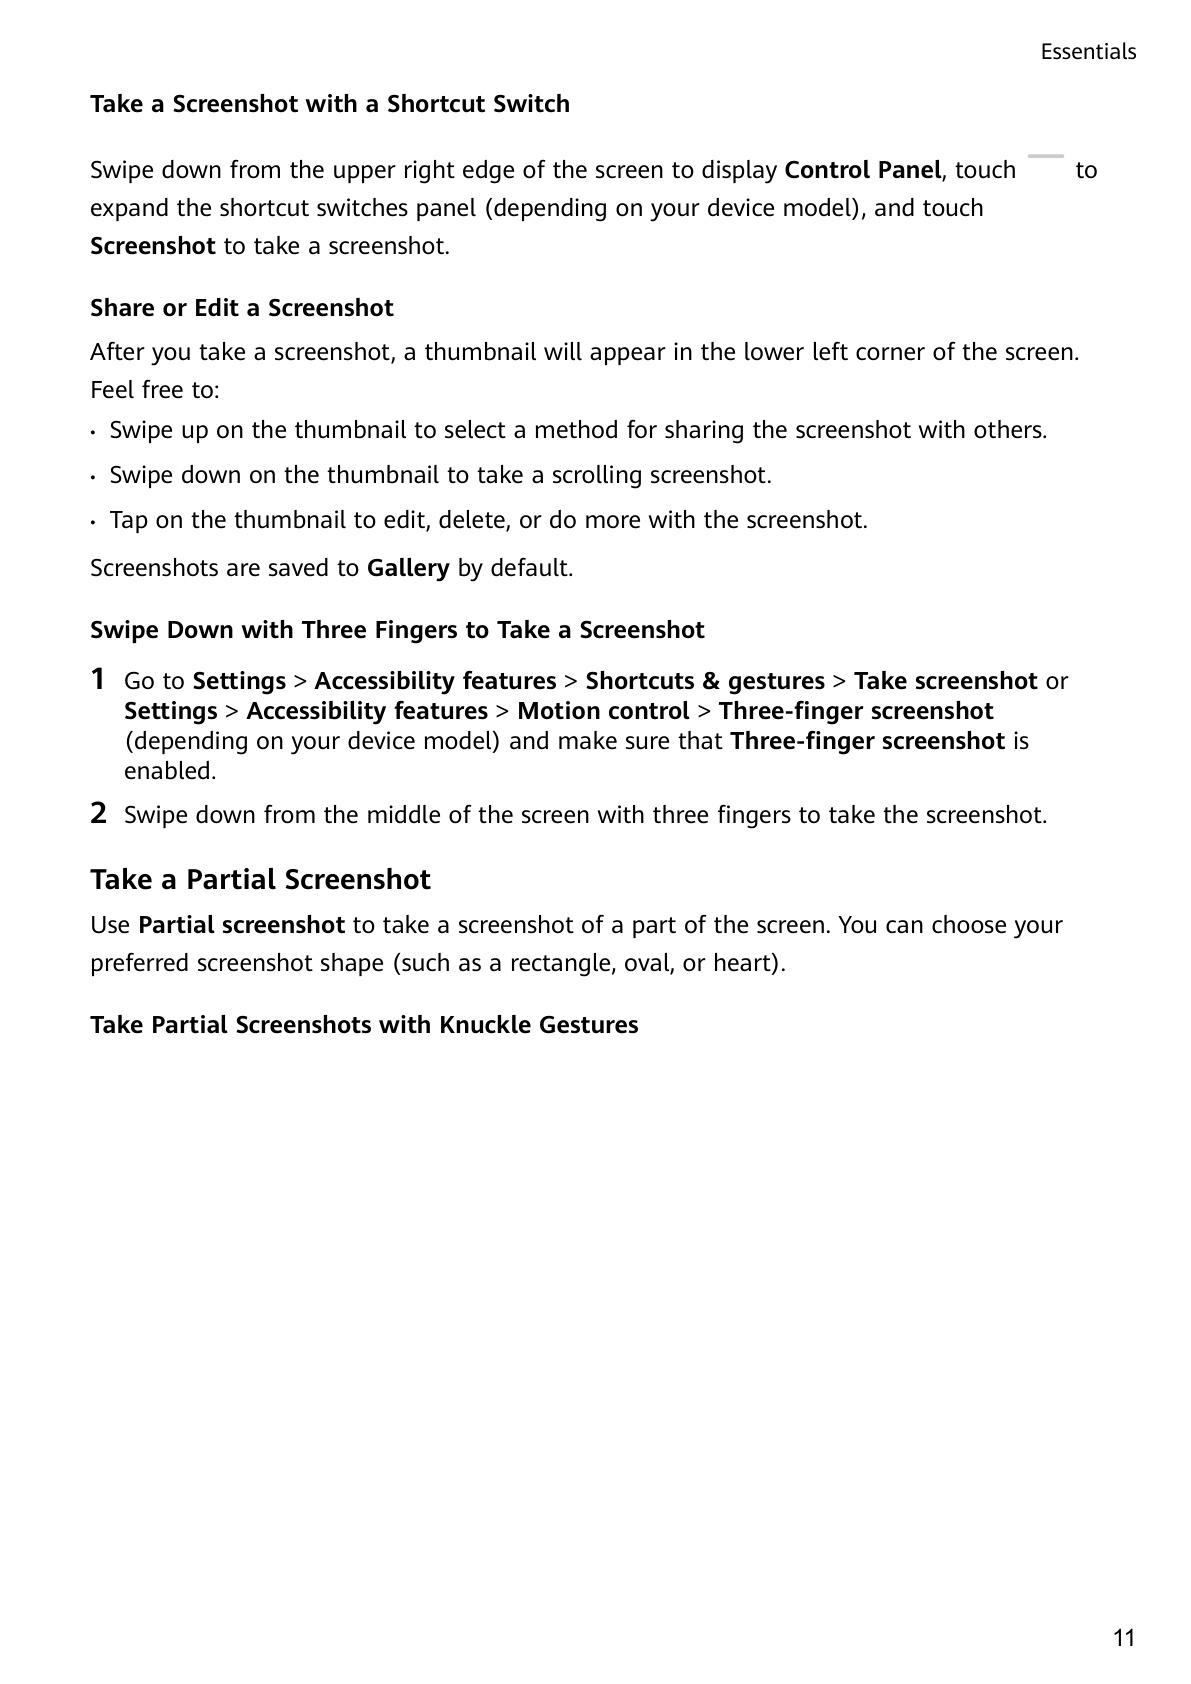 Essentials
Take a Screenshot with a Shortcut Switch
Swipe down from the upper right edge of the screen to display Control Panel, touch to
expand the shortcut switches panel (depending on your device model), and touch
Screenshot to take a screenshot.
Share or Edit a Screenshot
After you take a screenshot, a thumbnail will appear in the lower left corner of the screen.
Feel free to:
• Swipe up on the thumbnail to select a method for sharing the screenshot with others.
• Swipe down on the thumbnail to take a scrolling screenshot.
• Tap on the thumbnail to edit, delete, or do more with the screenshot.
Screenshots are saved to Gallery by default.
Swipe Down with Three Fingers to Take a Screenshot
1 Go to Settings > Accessibility features > Shortcuts & gestures > Take screenshot or
Settings > Accessibility features > Motion control > Three-finger screenshot
(depending on your device model) and make sure that Three-finger screenshot is
enabled.
2 Swipe down from the middle of the screen with three fingers to take the screenshot.
Take a Partial Screenshot
Use Partial screenshot to take a screenshot of a part of the screen. You can choose your
preferred screenshot shape (such as a rectangle, oval, or heart).
Take Partial Screenshots with Knuckle Gestures
11